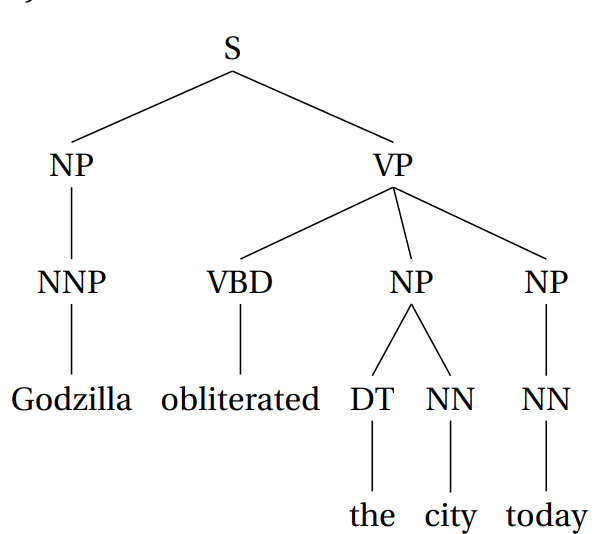 S
NP VP
NNP VBD NP NP
Godzilla obliterated DT NN NN
the city today